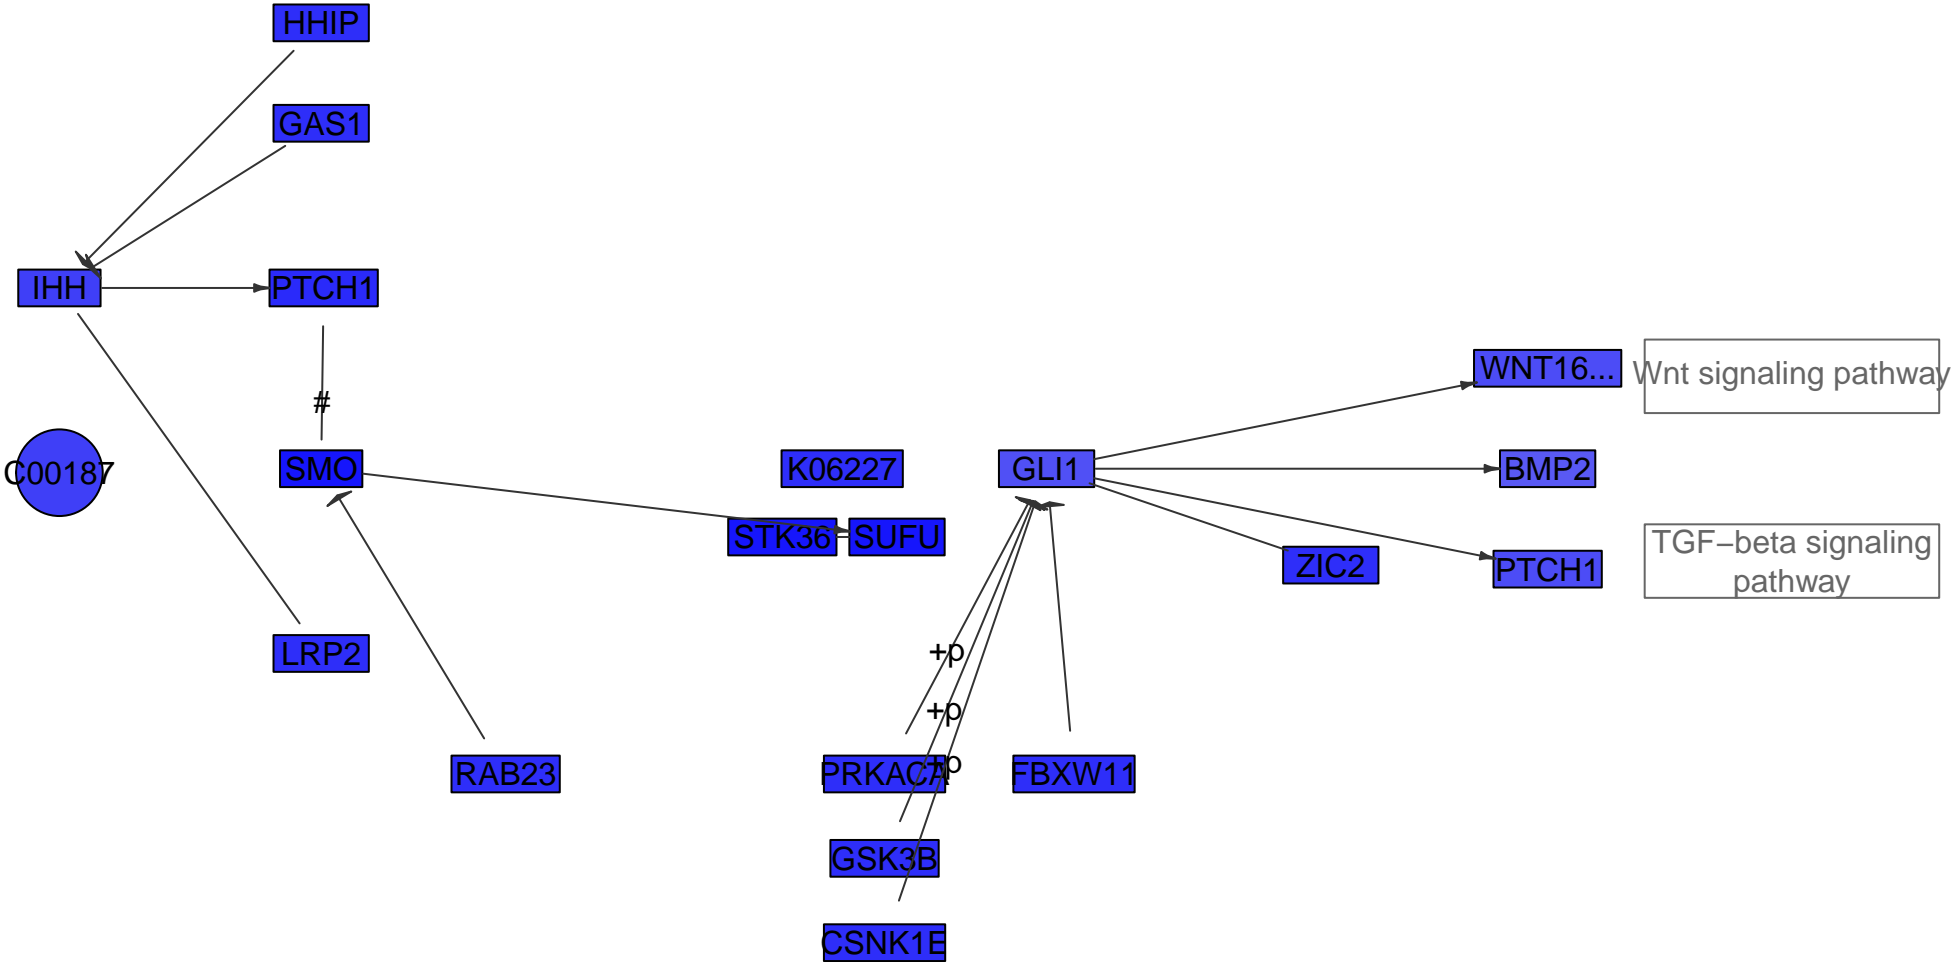 HHIP
GAS1
IHH
PTCH1
WNT16...
Wnt signaling pathway
#
C00187
SMO
K06227
GLI1
BMP2
STK36
SUFU
TGF−beta signaling
pathway
ZIC2
PTCH1
LRP2
+p
+p
+p
RAB23
PRKACA
FBXW11
GSK3B
CSNK1E